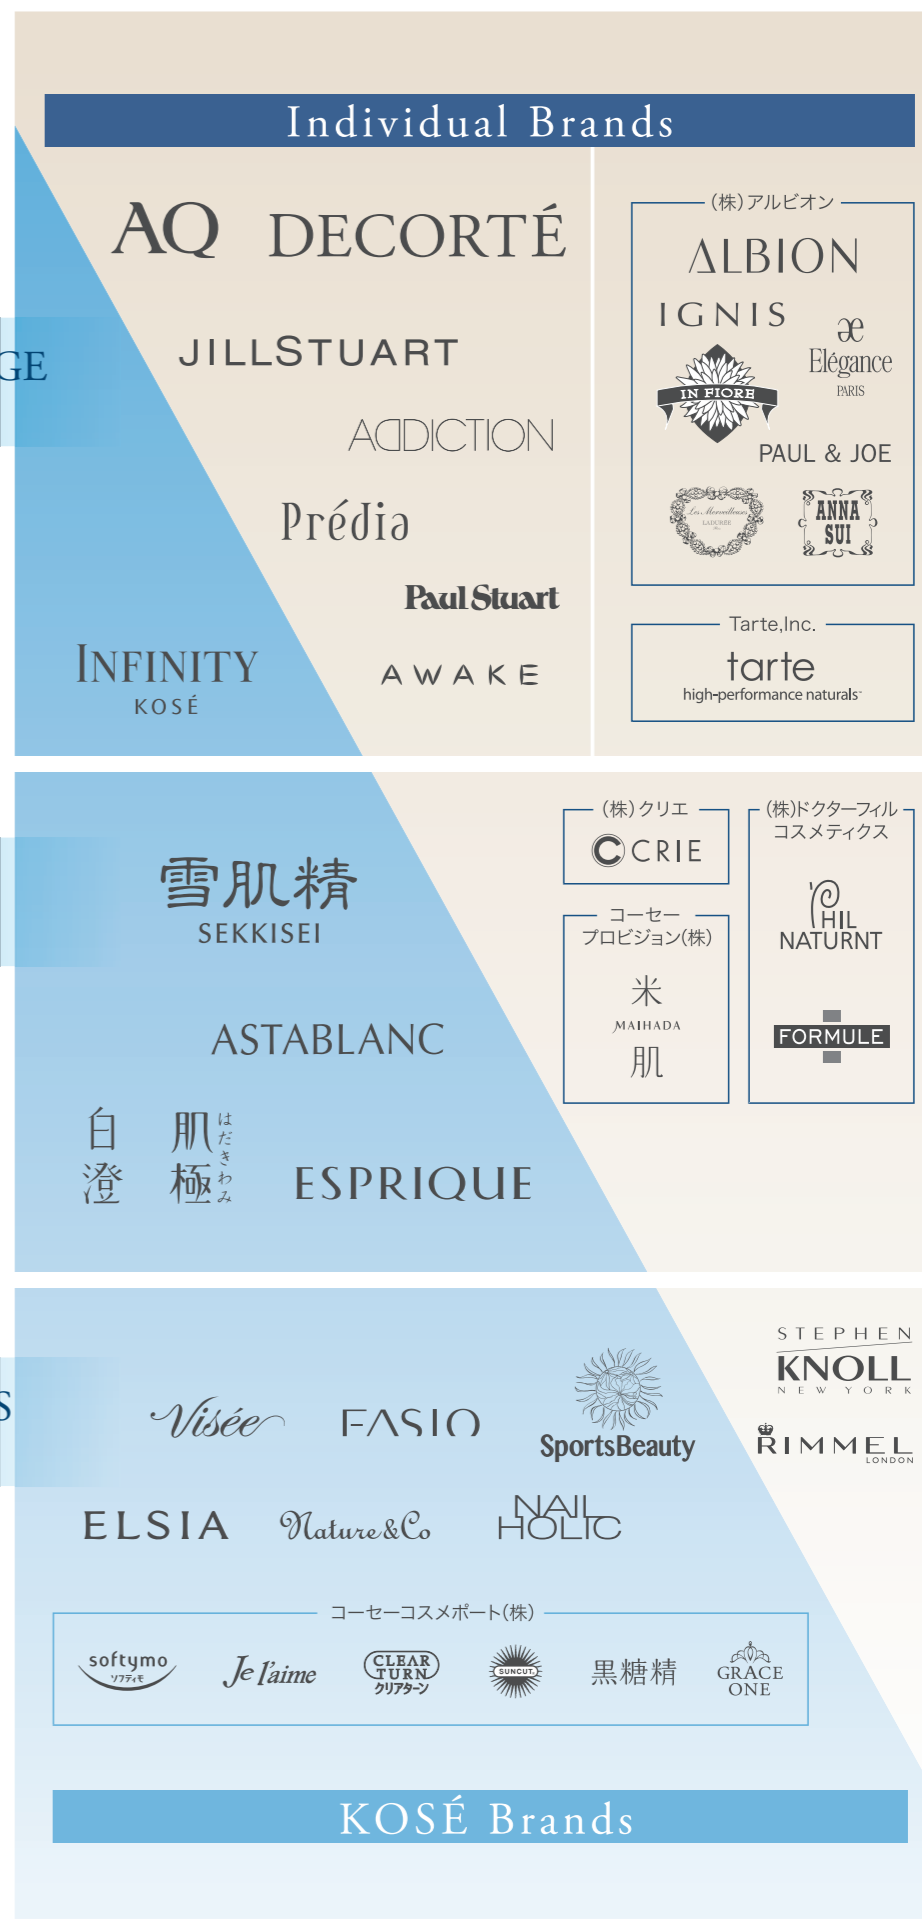 Individual Brands
AQ DECORTÉ
JILLSTUART
ADDICTION
Prédia
Paul Stuart
AWAKE
INFINITY
KOSÉ
GE
(株)アルビオン
ALBION
IGNIS
æ
Elégance
PARIS
IN FIORE
PAUL & JOE
Les Merveilleuses
LADURÉE
ANNA
SUI
Tarte,Inc.
tarte
high-performance naturals™
雪肌精
SEKKISEI
ASTABLANC
白澄
肌極
はだきわみ
ESPRIQUE
(株)クリエ
CRIE
コーセー
プロビジョン(株)
米
MAIHADA
肌
(株)ドクターフィル
コスメティクス
PHIL
NATURNT
FORMULE
S
Visée FASIO
SportsBeauty
STEPHEN
KNOLL
NEW YORK
RIMMEL
LONDON
ELSIA Nature&Co
NAIL
HOLIC
コーセーコスメポート(株)
softymo
ソフティモ
Je l'aime
CLEAR
TURN
クリアターン
SUNCUT®
黒糖精
GRACE
ONE
KOSÉ Brands